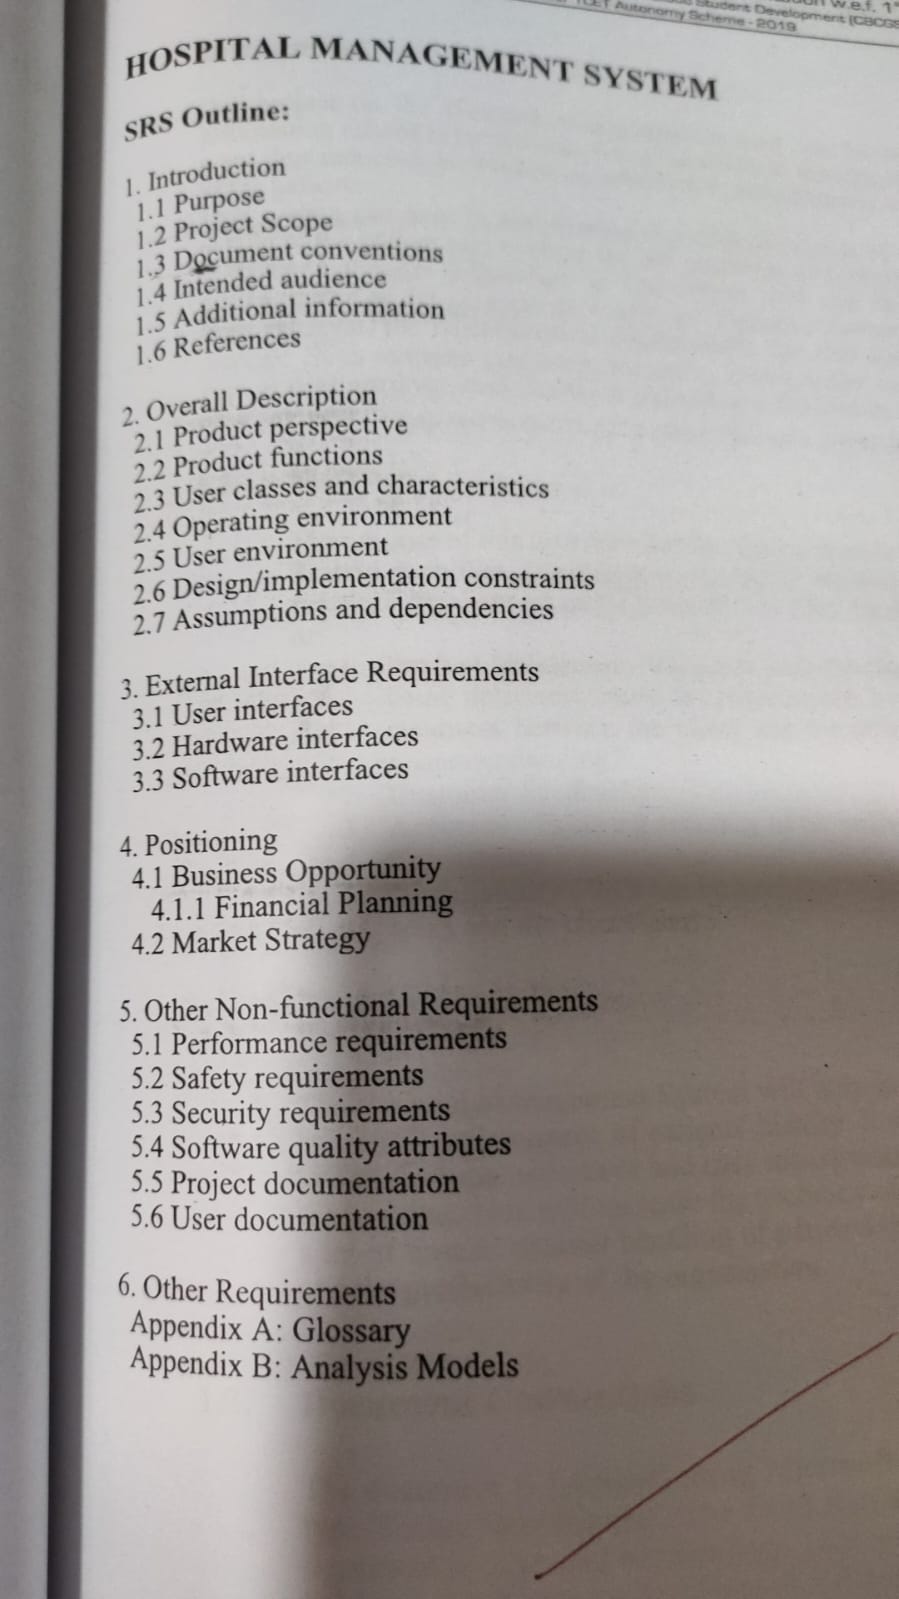 w.e.f. 1
Student Development (CBCGS
TCET Autonomy Scheme - 2019
HOSPITAL MANAGEMENT SYSTEM
SRS Outline:
1. Introduction
1.1 Purpose
1.2 Project Scope
1.3 Document conventions
1.4 Intended audience
1.5 Additional information
1.6 References
2. Overall Description
2.1 Product perspective
2.2 Product functions
2.3 User classes and characteristics
2.4 Operating environment
2.5 User environment
2.6 Design/implementation constraints
2.7 Assumptions and dependencies
3. External Interface Requirements
3.1 User interfaces
3.2 Hardware interfaces
3.3 Software interfaces
4. Positioning
4.1 Business Opportunity
4.1.1 Financial Planning
4.2 Market Strategy
5. Other Non-functional Requirements
5.1 Performance requirements
5.2 Safety requirements
5.3 Security requirements
5.4 Software quality attributes
5.5 Project documentation
5.6 User documentation
6. Other Requirements
Appendix A: Glossary
Appendix B: Analysis Models